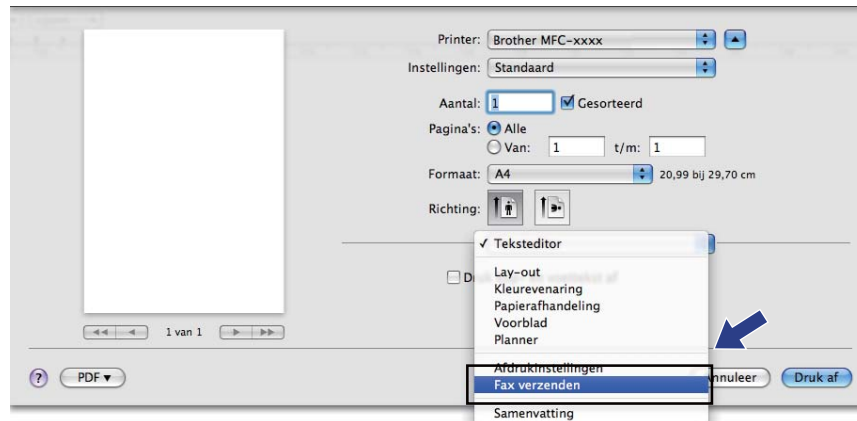 Printer: Brother MFC-xxxx
Instellingen: Standaard
Aantal: 1 Gesorteerd
Pagina's: Alle
Van: 1 t/m: 1
Formaat: A4 20,99 bij 29,70 cm
Richting:
✓ Teksteditor
Lay-out
Kleurevenaring
Papierafhandeling
Voorblad
Planner
1 van 1
Afdrukinstellingen
? PDF▼ Fax verzenden Druk af
Samenvatting